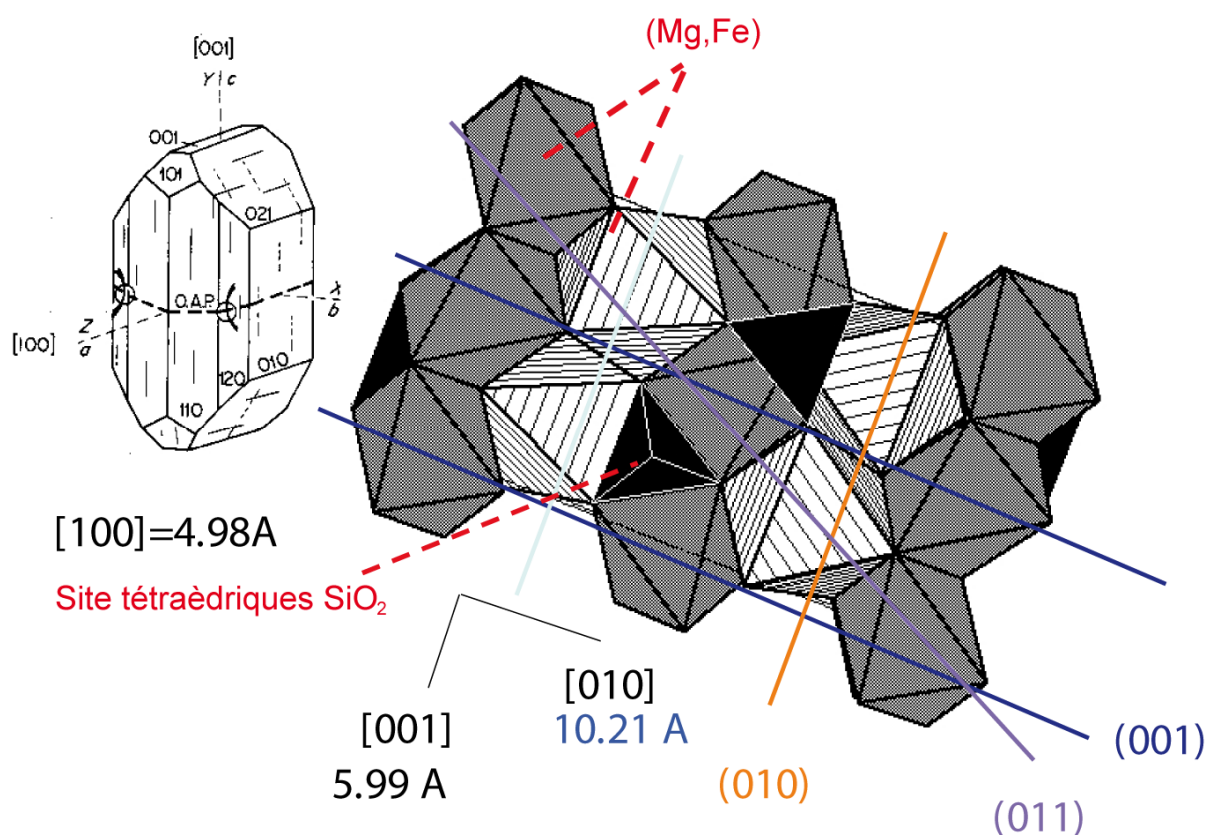 [001]
Y c
001
101
021
O.A.P.
X
b
[100]
Z
a
120
010
110
(Mg,Fe)
[100]=4.98A
Site tétraèdriques SiO₂
[001]
5.99 A
[010]
10.21 A
(010)
(001)
(011)